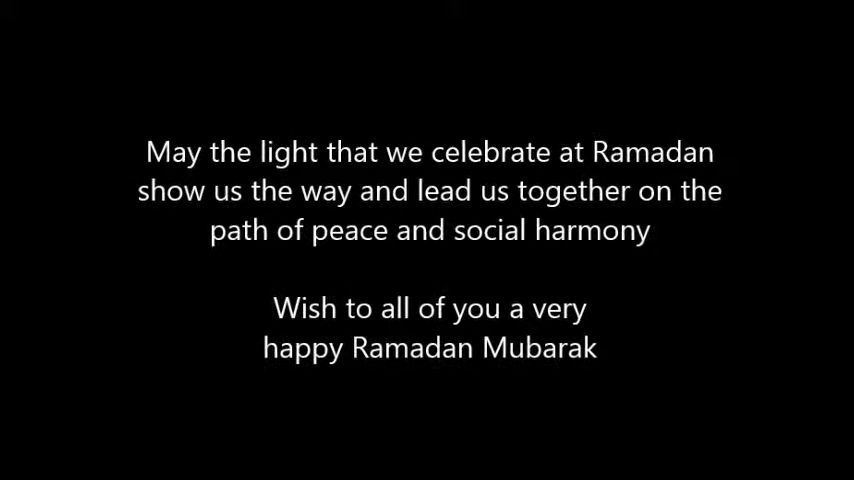 May the light that we celebrate at Ramadan
show us the way and lead us together on the
path of peace and social harmony
Wish to all of you a very
happy Ramadan Mubarak